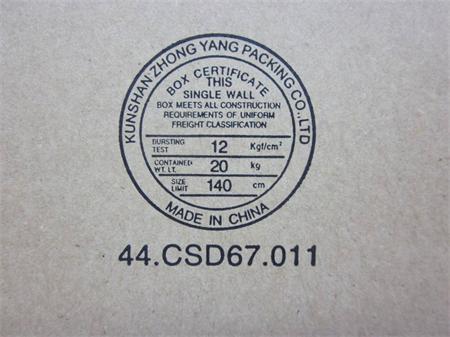 KUNSHAN ZHONG YANG PACKING CO.,LTD
BOX CERTIFICATE
THIS
SINGLE WALL
BOX MEETS ALL CONSTRUCTION
REQUIREMENTS OF UNIFORM
FREIGHT CLASSIFICATION
BURSTING TEST 12 Kgf/cm²
CONTAINED WT. LT. 20 kg
SIZE LIMIT 140 cm
MADE IN CHINA
44.CSD67.011